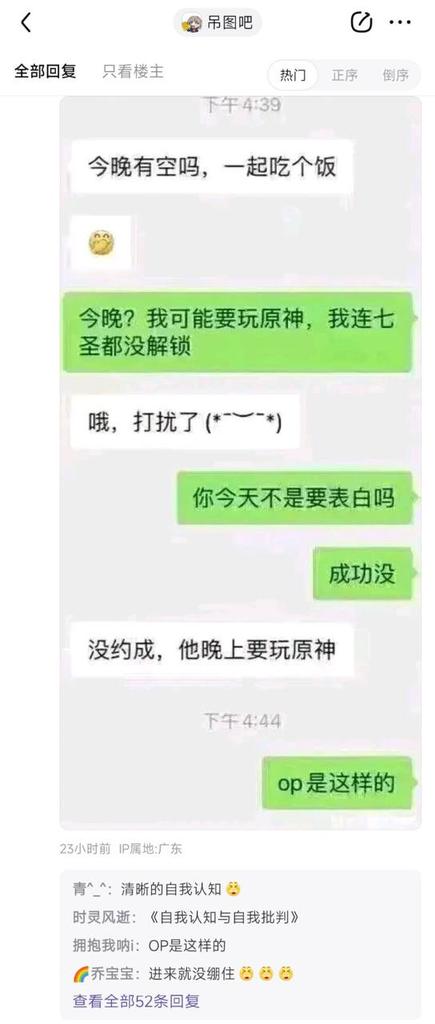 吊图吧
全部回复 只看楼主 热门 正序 倒序
下午4:39
今晚有空吗，一起吃个饭
今晚？我可能要玩原神，我连七
圣都没解锁
哦，打扰了(*¯︶¯*)
你今天不是要表白吗
成功没
没约成，他晚上要玩原神
下午4:44
op是这样的
23小时前 IP属地:广东
青^_^：清晰的自我认知
时灵风逝：《自我认知与自我批判》
拥抱我呐i：OP是这样的
🌈乔宝宝：进来就没绷住
查看全部52条回复